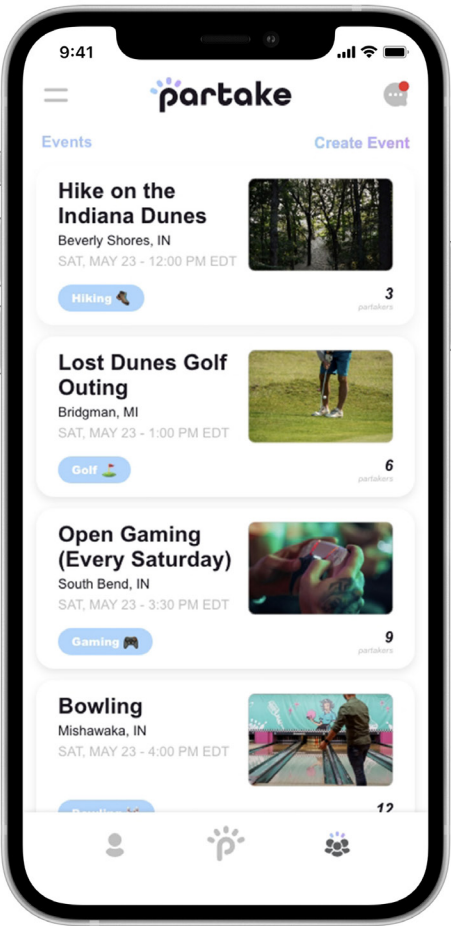 9:41
partake
Events
Create Event
Hike on the
Indiana Dunes
Beverly Shores, IN
SAT, MAY 23 - 12:00 PM EDT
Hiking
3
partakers
Lost Dunes Golf
Outing
Bridgman, MI
SAT, MAY 23 - 1:00 PM EDT
Golf
6
partakers
Open Gaming
(Every Saturday)
South Bend, IN
SAT, MAY 23 - 3:30 PM EDT
Gaming
9
partakers
Bowling
Mishawaka, IN
SAT, MAY 23 - 4:00 PM EDT
Bowling
12
p